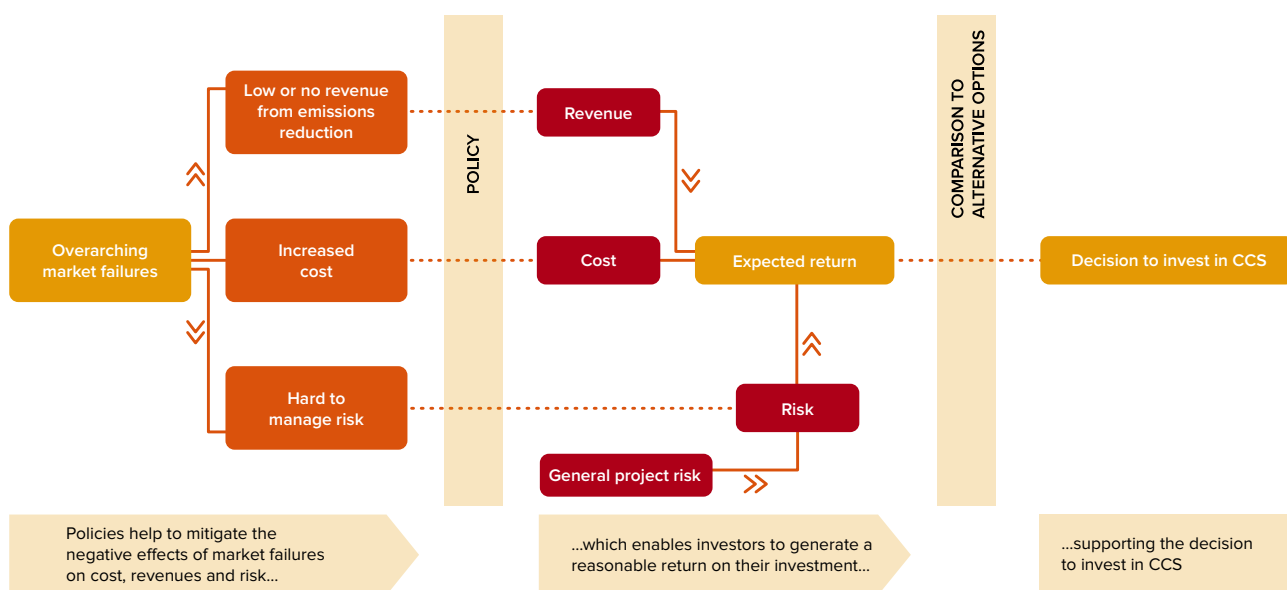 Low or no revenue
from emissions
reduction
Revenue
POLICY
COMPARISON TO
ALTERNATIVE OPTIONS
Overarching
market failures
Increased
cost
Cost
Expected return
Decision to invest in CCS
Hard to
manage risk
Risk
General project risk
Policies help to mitigate the
negative effects of market failures
on cost, revenues and risk...
...which enables investors to generate a
reasonable return on their investment...
...supporting the decision
to invest in CCS